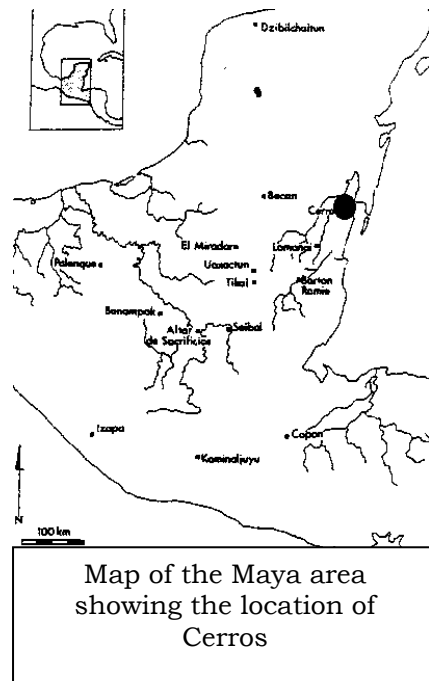 Dzibilchaltun
Becan
Cerro
El Mirador
Lamanai
Palenque
Uaxactun
Tikal
Barton
Ramie
Bonampak
Altar
de Sacrificios
Seibal
Izapa
Copan
Kaminaljuyu
N
100 km
Map of the Maya area
showing the location of
Cerros